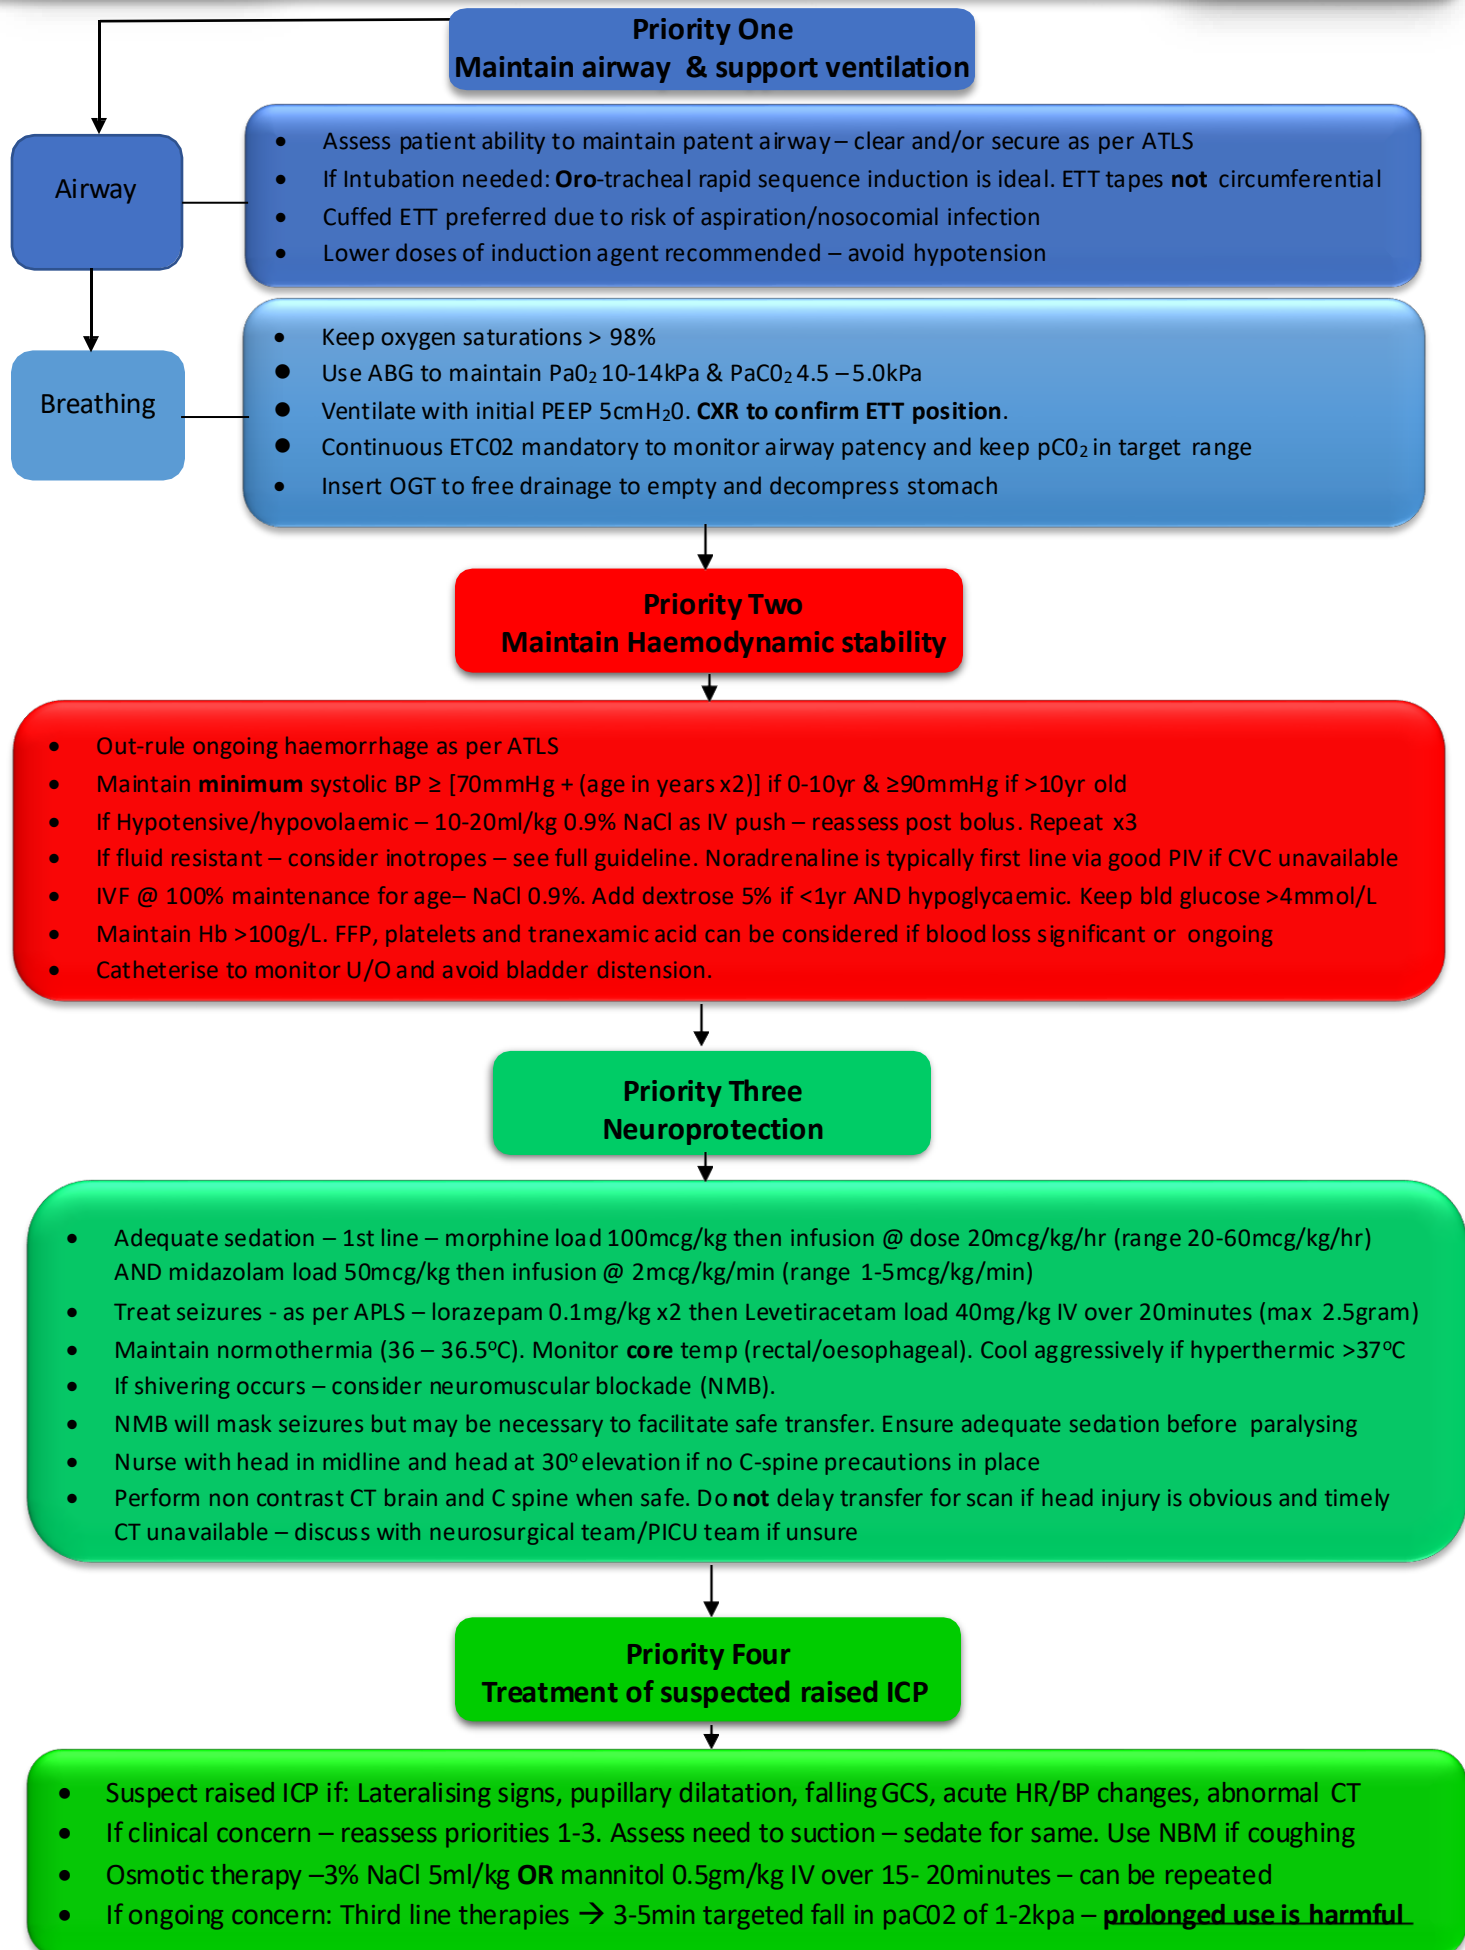 Priority One
Maintain airway & support ventilation
Airway
• Assess patient ability to maintain patent airway – clear and/or secure as per ATLS
• If Intubation needed: Oro-tracheal rapid sequence induction is ideal. ETT tapes not circumferential
• Cuffed ETT preferred due to risk of aspiration/nosocomial infection
• Lower doses of induction agent recommended – avoid hypotension
Breathing
• Keep oxygen saturations > 98%
• Use ABG to maintain Pa0₂ 10-14kPa & PaC0₂ 4.5 – 5.0kPa
• Ventilate with initial PEEP 5cmH₂0. CXR to confirm ETT position.
• Continuous ETC02 mandatory to monitor airway patency and keep pC0₂ in target range
• Insert OGT to free drainage to empty and decompress stomach
Priority Two
Maintain Haemodynamic stability
• Out-rule ongoing haemorrhage as per ATLS
• Maintain minimum systolic BP ≥ [70mmHg + (age in years x2)] if 0-10yr & ≥90mmHg if >10yr old
• If Hypotensive/hypovolaemic – 10-20ml/kg 0.9% NaCl as IV push – reassess post bolus. Repeat x3
• If fluid resistant – consider inotropes – see full guideline. Noradrenaline is typically first line via good PIV if CVC unavailable
• IVF @ 100% maintenance for age– NaCl 0.9%. Add dextrose 5% if <1yr AND hypoglycaemic. Keep bld glucose >4mmol/L
• Maintain Hb >100g/L. FFP, platelets and tranexamic acid can be considered if blood loss significant or ongoing
• Catheterise to monitor U/O and avoid bladder distension.
Priority Three
Neuroprotection
• Adequate sedation – 1st line – morphine load 100mcg/kg then infusion @ dose 20mcg/kg/hr (range 20-60mcg/kg/hr)
AND midazolam load 50mcg/kg then infusion @ 2mcg/kg/min (range 1-5mcg/kg/min)
• Treat seizures - as per APLS – lorazepam 0.1mg/kg x2 then Levetiracetam load 40mg/kg IV over 20minutes (max 2.5gram)
• Maintain normothermia (36 – 36.5ºC). Monitor core temp (rectal/oesophageal). Cool aggressively if hyperthermic >37ºC
• If shivering occurs – consider neuromuscular blockade (NMB).
• NMB will mask seizures but may be necessary to facilitate safe transfer. Ensure adequate sedation before paralysing
• Nurse with head in midline and head at 30º elevation if no C-spine precautions in place
• Perform non contrast CT brain and C spine when safe. Do not delay transfer for scan if head injury is obvious and timely
CT unavailable – discuss with neurosurgical team/PICU team if unsure
Priority Four
Treatment of suspected raised ICP
• Suspect raised ICP if: Lateralising signs, pupillary dilatation, falling GCS, acute HR/BP changes, abnormal CT
• If clinical concern – reassess priorities 1-3. Assess need to suction – sedate for same. Use NBM if coughing
• Osmotic therapy –3% NaCl 5ml/kg OR mannitol 0.5gm/kg IV over 15- 20minutes – can be repeated
• If ongoing concern: Third line therapies → 3-5min targeted fall in paC02 of 1-2kpa – prolonged use is harmful